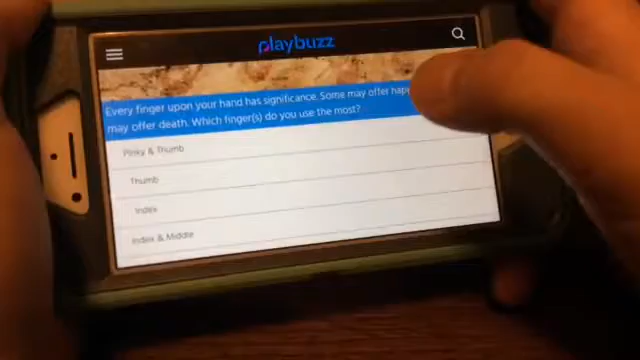 playbuzz
Every finger upon your hand has significance. Some may offer
may offer death. Which finger(s) do you use the most?
Pinky & Thumb
Thumb
Index
Index & Middle